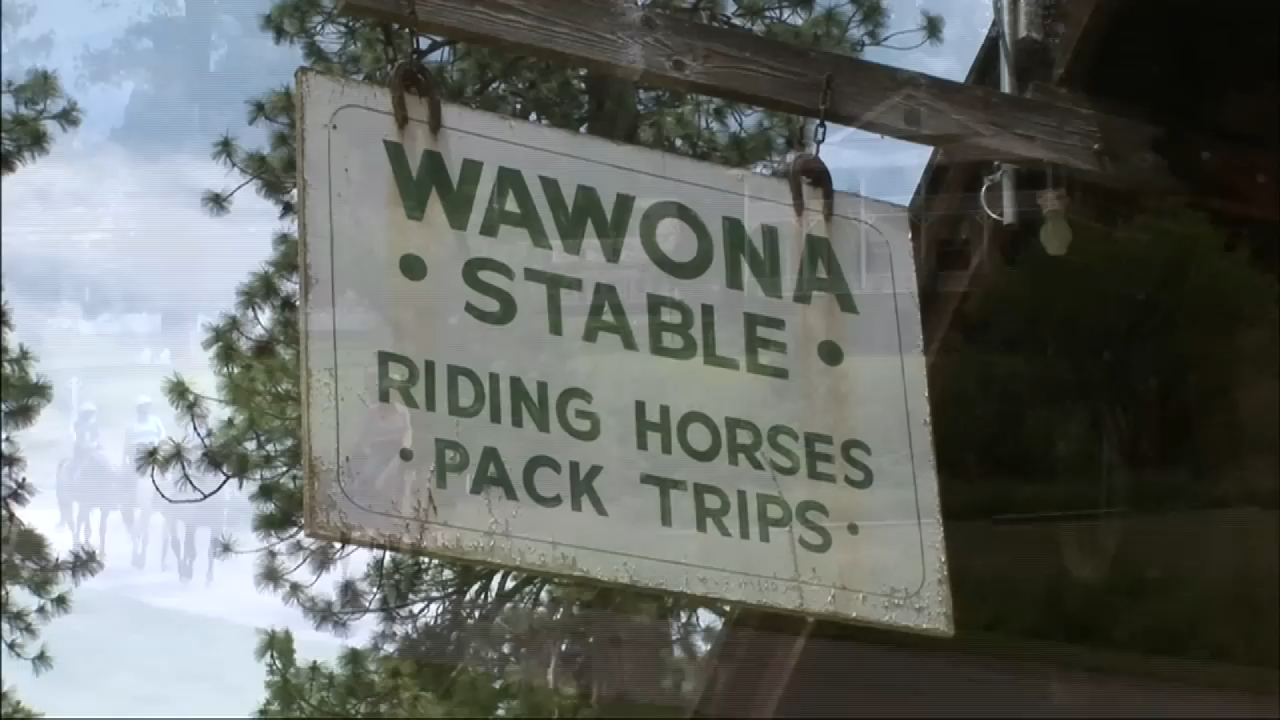 WAWONA
• STABLE •
RIDING HORSES
• PACK TRIPS •